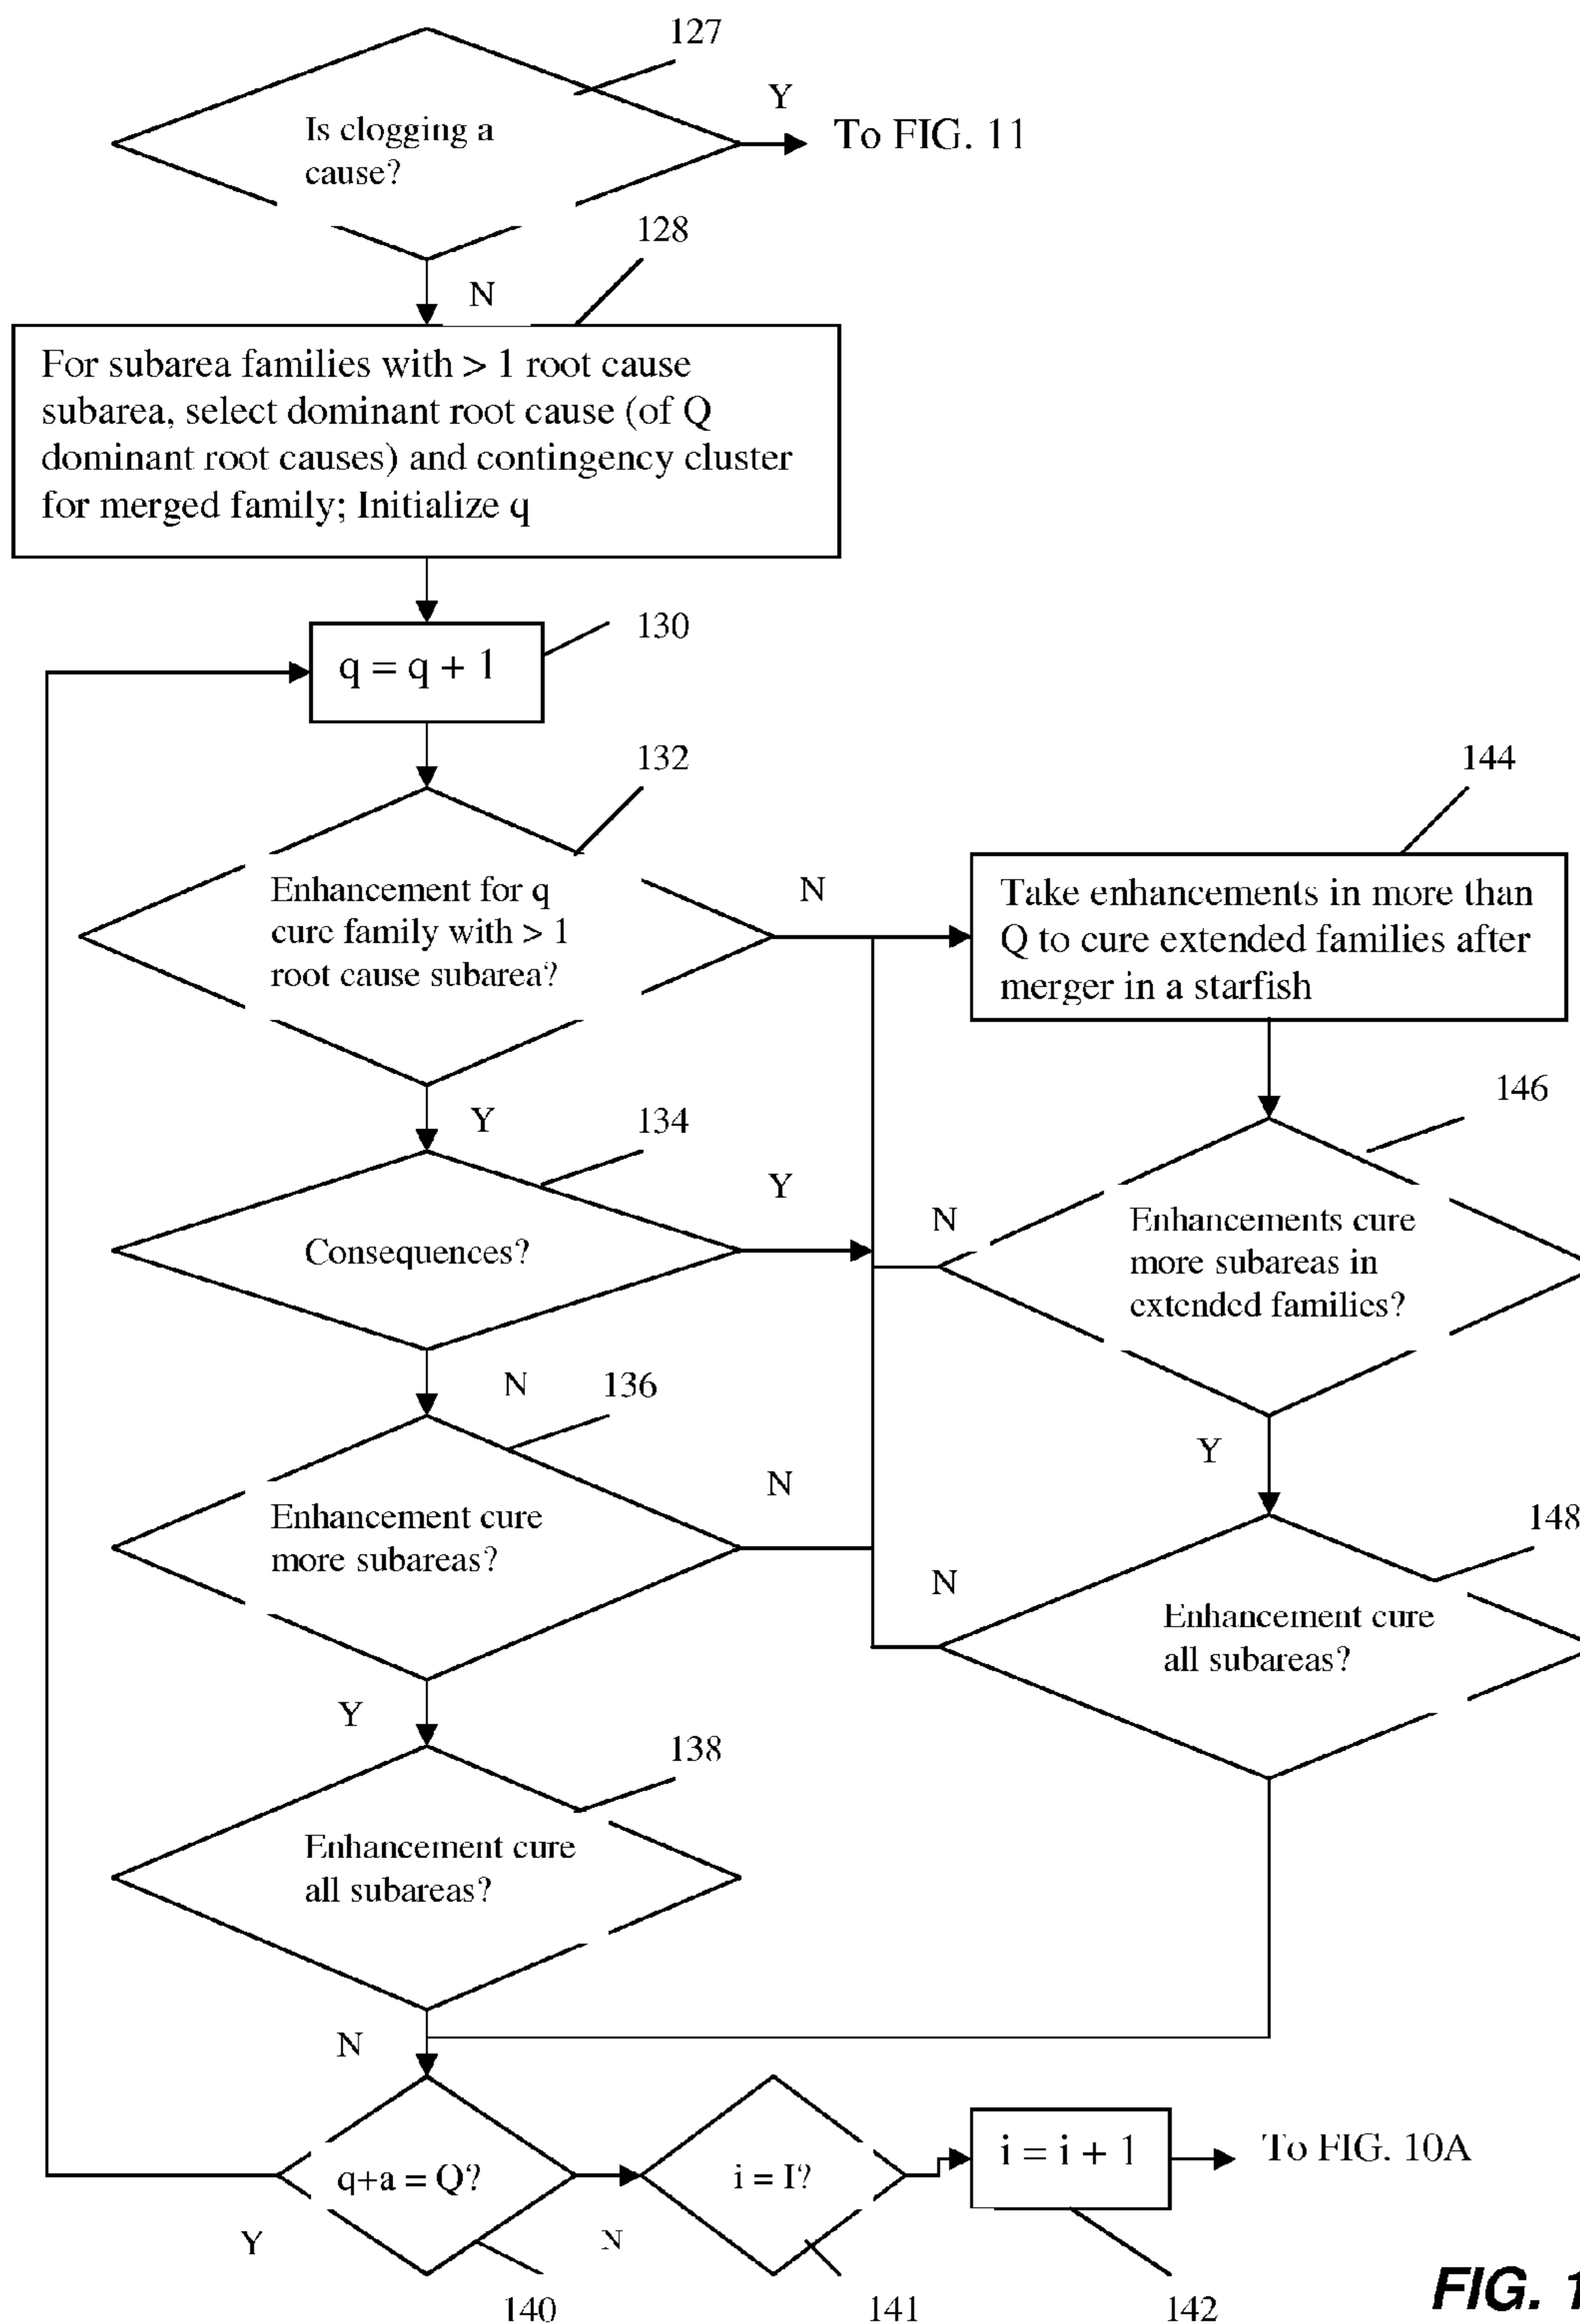 127
Y
Is clogging a
cause?
To FIG. 11
128
N
For subarea families with > 1 root cause
subarea, select dominant root cause (of Q
dominant root causes) and contingency cluster
for merged family; Initialize q
130
q = q + 1
132
144
Enhancement for q
cure family with > 1
root cause subarea?
N
Take enhancements in more than
Q to cure extended families after
merger in a starfish
Y
134
146
Y
Consequences?
N
Enhancements cure
more subareas in
extended families?
N
136
Y
N
Enhancement cure
more subareas?
148
N
Enhancement cure
all subareas?
Y
138
Enhancement cure
all subareas?
N
q+a = Q?
i = I?
i = i + 1
To FIG. 10A
Y
N
140
141
142
FIG. 1